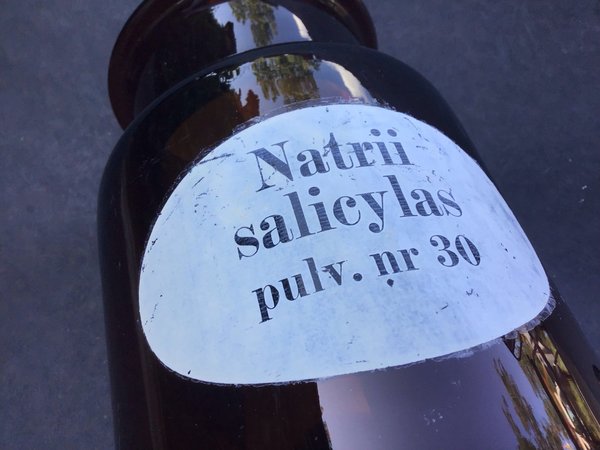 Natrii
salicylas
pulv. nr 30